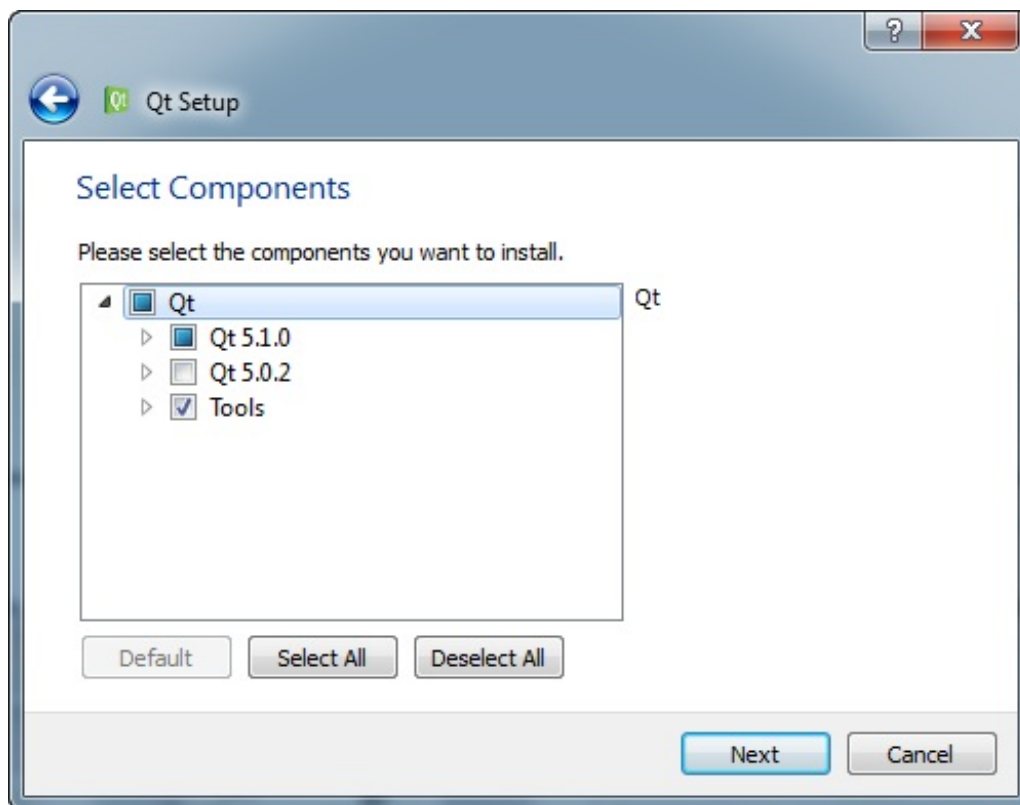 ?
Qt Qt Setup
Select Components
Please select the components you want to install.
Qt
Qt
Qt 5.1.0
Qt 5.0.2
Tools
Default Select All Deselect All
Next Cancel